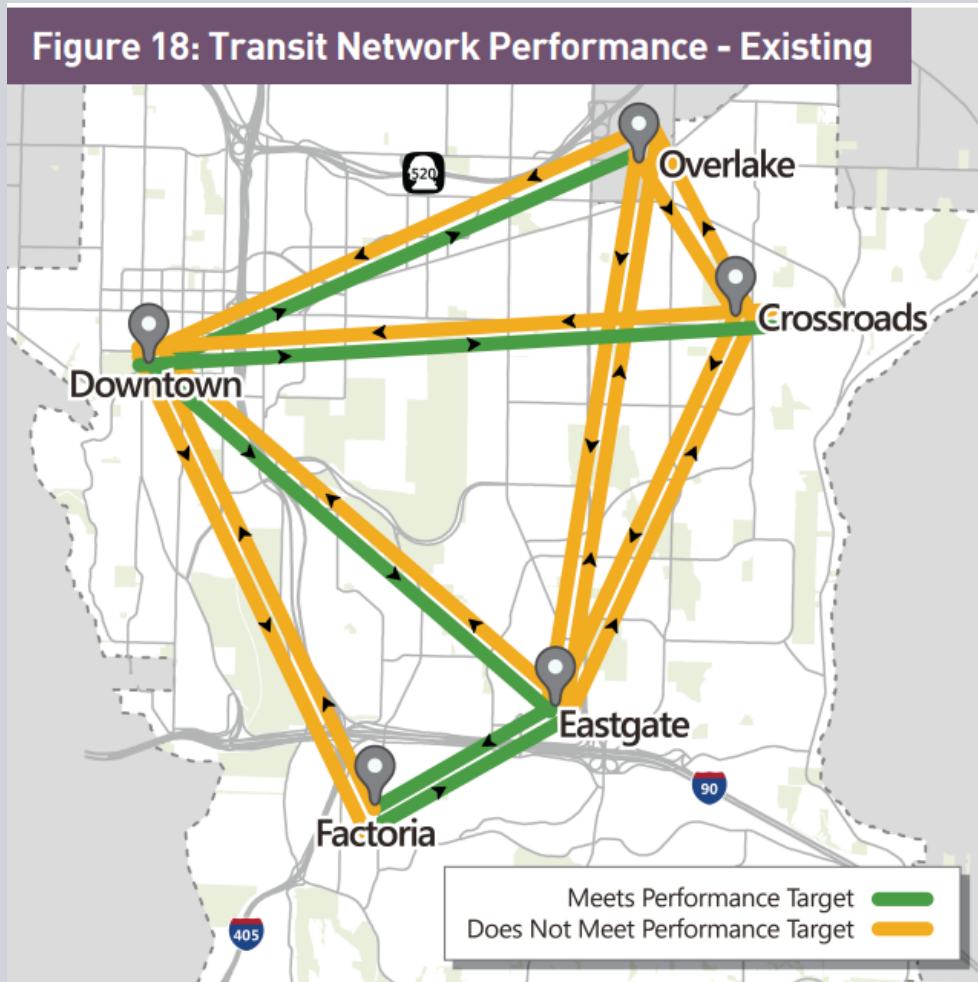 Figure 18: Transit Network Performance - Existing
520
Overlake
Crossroads
Downtown
Eastgate
90
Factoria
405
Meets Performance Target
Does Not Meet Performance Target